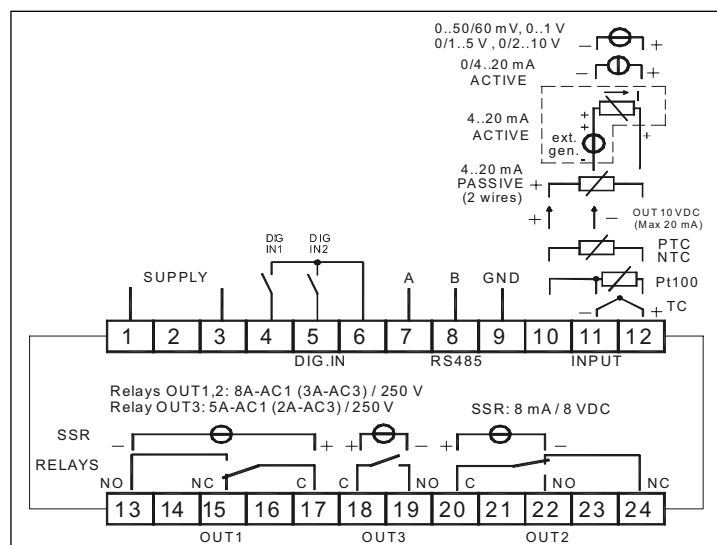 0..50/60 mV, 0..1 V
0/1..5 V , 0/2..10 V
− +
0/4..20 mA
ACTIVE
− +
I
4..20 mA
ACTIVE
+
+
ext.
gen.
-
+
4..20 mA
PASSIVE
(2 wires)
+
+ −
OUT 10 VDC
(Max 20 mA)
PTC
NTC
Pt100
− + TC
DIG
IN1
DIG
IN2
SUPPLY
A B GND
1 2 3 4 5 6 7 8 9 10 11 12
DIG.IN RS485 INPUT
Relays OUT1,2: 8A-AC1 (3A-AC3) / 250 V
Relay OUT3: 5A-AC1 (2A-AC3) / 250 V
SSR: 8 mA / 8 VDC
SSR − + + − + −
RELAYS
NO NC C C NO C NO NC
13 14 15 16 17 18 19 20 21 22 23 24
OUT1 OUT3 OUT2